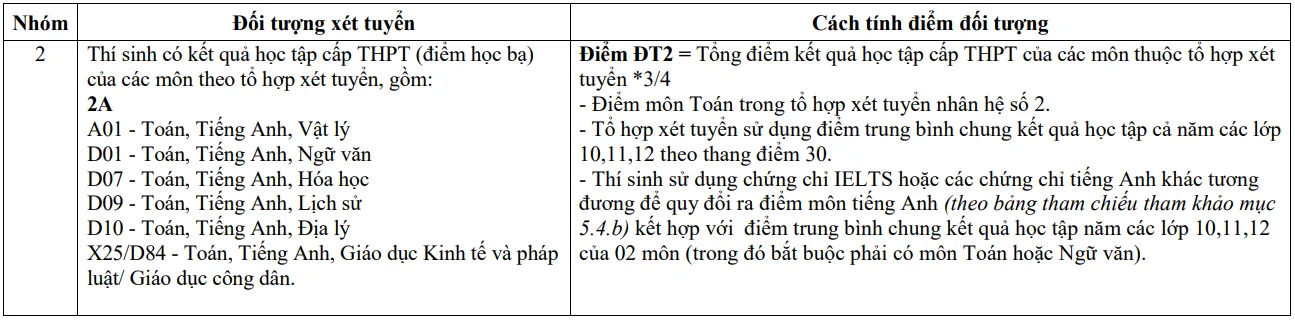 Nhóm
Đối tượng xét tuyển
Cách tính điểm đối tượng
2
Thí sinh có kết quả học tập cấp THPT (điểm học bạ)
của các môn theo tổ hợp xét tuyển, gồm:
2A
A01 - Toán, Tiếng Anh, Vật lý
D01 - Toán, Tiếng Anh, Ngữ văn
D07 - Toán, Tiếng Anh, Hóa học
D09 - Toán, Tiếng Anh, Lịch sử
D10 - Toán, Tiếng Anh, Địa lý
X25/D84 - Toán, Tiếng Anh, Giáo dục Kinh tế và pháp
luật/ Giáo dục công dân.
Điểm ĐT2 = Tổng điểm kết quả học tập cấp THPT của các môn thuộc tổ hợp xét
tuyển *3/4
- Điểm môn Toán trong tổ hợp xét tuyển nhân hệ số 2.
- Tổ hợp xét tuyển sử dụng điểm trung bình chung kết quả học tập cả năm các lớp
10,11,12 theo thang điểm 30.
- Thí sinh sử dụng chứng chỉ IELTS hoặc các chứng chỉ tiếng Anh khác tương
đương để quy đổi ra điểm môn tiếng Anh (theo bảng tham chiếu tham khảo mục
5.4.b) kết hợp với điểm trung bình chung kết quả học tập năm các lớp 10,11,12
của 02 môn (trong đó bắt buộc phải có môn Toán hoặc Ngữ văn).